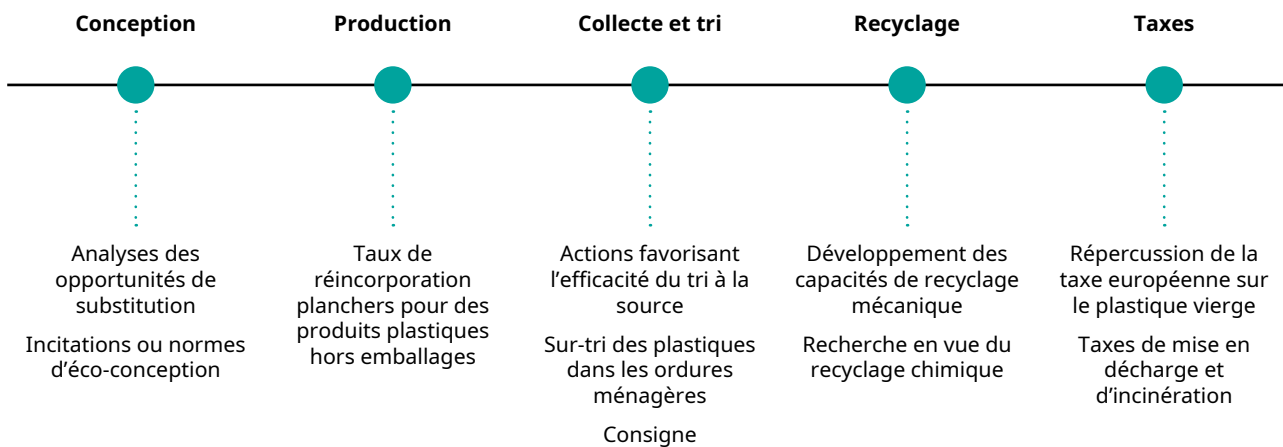 Conception
Production
Collecte et tri
Recyclage
Taxes
Analyses des
opportunités de
substitution
Incitations ou normes
d'éco-conception
Taux de
réincorporation
planchers pour des
produits plastiques
hors emballages
Actions favorisant
l'efficacité du tri à la
source
Sur-tri des plastiques
dans les ordures
ménagères
Consigne
Développement des
capacités de recyclage
mécanique
Recherche en vue du
recyclage chimique
Répercussion de la
taxe européenne sur
le plastique vierge
Taxes de mise en
décharge et
d'incinération